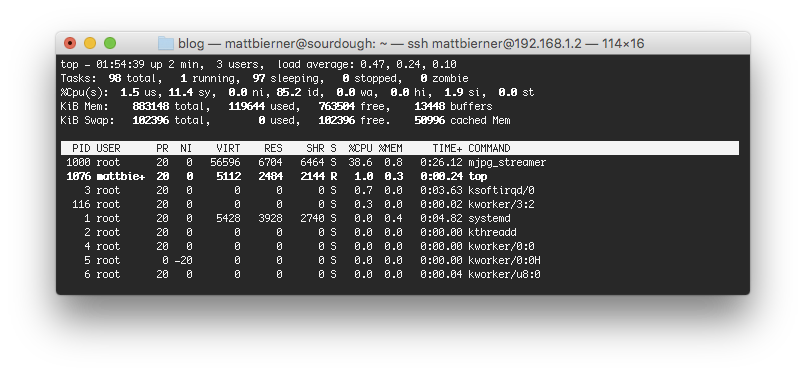 blog — mattbierner@sourdough: ~ — ssh mattbierner@192.168.1.2 — 114×16
top - 01:54:39 up 2 min,  3 users,  load average: 0.47, 0.24, 0.10
Tasks:  98 total,   1 running,  97 sleeping,   0 stopped,   0 zombie
%Cpu(s):  1.5 us, 11.4 sy,  0.0 ni, 85.2 id,  0.0 wa,  0.0 hi,  1.9 si,  0.0 st
KiB Mem:    883148 total,   119644 used,   763504 free,    13448 buffers
KiB Swap:   102396 total,        0 used,   102396 free.    50996 cached Mem
PID USER      PR  NI    VIRT    RES    SHR S  %CPU %MEM     TIME+ COMMAND
1000 root      20   0   56596   6704   6464 S  38.6  0.8   0:26.12 mjpg_streamer
1076 mattbie+  20   0    5112   2484   2144 R   1.0  0.3   0:00.24 top
3 root      20   0       0      0      0 S   0.7  0.0   0:03.63 ksoftirqd/0
116 root      20   0       0      0      0 S   0.3  0.0   0:00.02 kworker/3:2
1 root      20   0    5428   3928   2740 S   0.0  0.4   0:04.82 systemd
2 root      20   0       0      0      0 S   0.0  0.0   0:00.00 kthreadd
4 root      20   0       0      0      0 S   0.0  0.0   0:00.00 kworker/0:0
5 root       0 -20       0      0      0 S   0.0  0.0   0:00.00 kworker/0:0H
6 root      20   0       0      0      0 S   0.0  0.0   0:00.04 kworker/u8:0